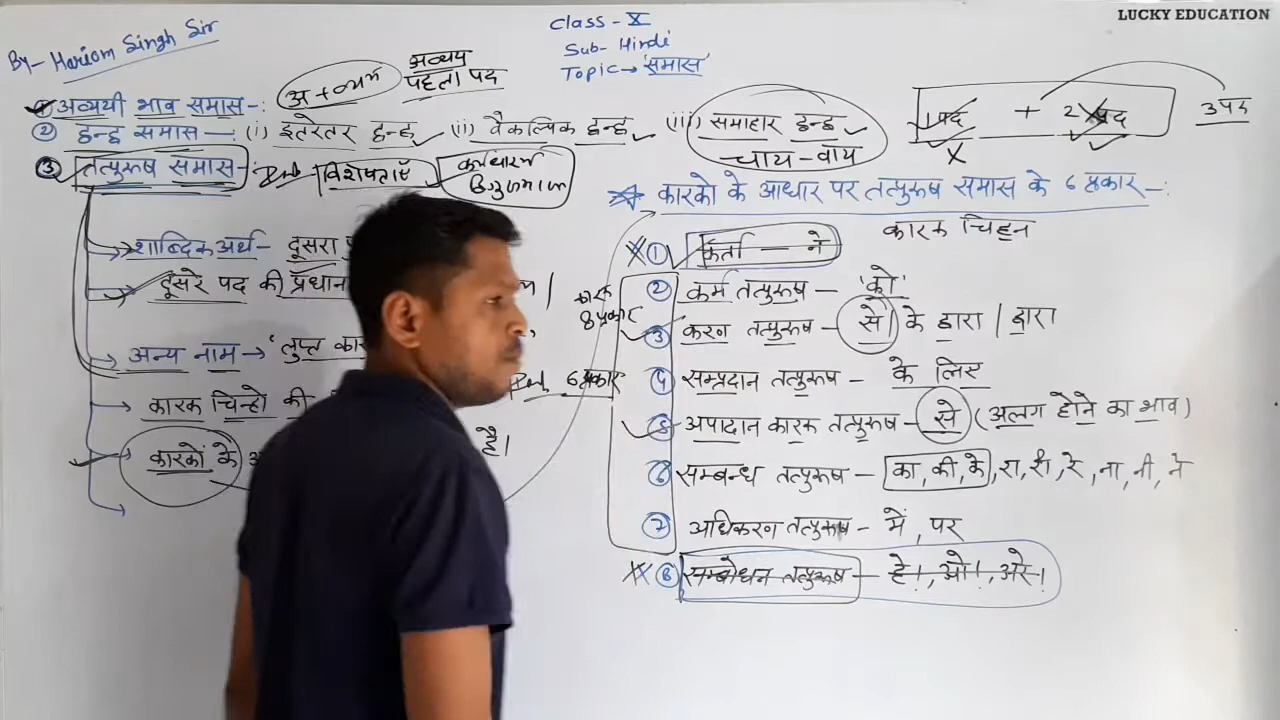 LUCKY EDUCATION
By- Hariom Singh Sir
Class - X
Sub- Hindi
Topic → 'समास'
① अव्ययी भाव समास -:
अ + व्यय
अव्यय
पहला पद
② द्वन्द्व समास - : (i) इतरेतर द्वन्द्व (ii) वैकल्पिक द्वन्द्व (iii) समाहार द्वन्द्व
चाय - वाय
③ तत्पुरुष समास -:
विशेषताएँ
→ शाब्दिक अर्थ - दूसरा
→ दूसरे पद की प्रधान
→ अन्य नाम → 'लुप्त
→ कारक चिन्हो की
है।
→ कारकों के
1 पद + 2 पद
3 पद
कारको के आधार पर तत्पुरुष समास के 6 प्रकार - :
कारक चिह्न
① कर्ता — ने
② कर्म तत्पुरुष - 'को'
③ करण तत्पुरुष - से / के द्वारा / द्वारा
④ सम्प्रदान तत्पुरुष - के लिए
⑤ अपादान कारक तत्पुरुष - से (अलग होने का भाव)
⑥ सम्बन्ध तत्पुरुष - का, की, के, रा, री, रे, ना, नी, ने
⑦ अधिकरण तत्पुरुष - में, पर
⑧ सम्बोधन तत्पुरुष - हे!, ओ!, अरे!
कारक
8 प्रकार
6 प्रकार